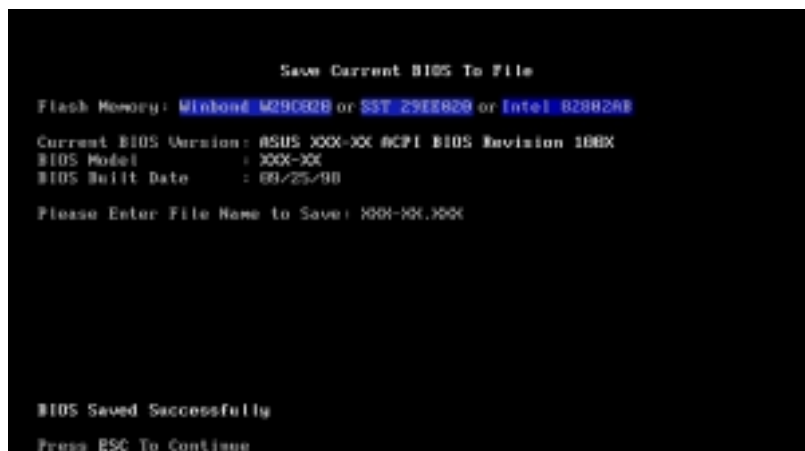 Save Current BIOS To File
Flash Memory: Winbond W29C020 or SST 29EE020 or Intel 82802AB
Current BIOS Version: ASUS XXX-XX ACPI BIOS Revision 100X
BIOS Model : XXX-XX
BIOS Built Date : 09/25/98
Please Enter File Name to Save: XXX-XX.XXX
BIOS Saved Successfully
Press ESC To Continue